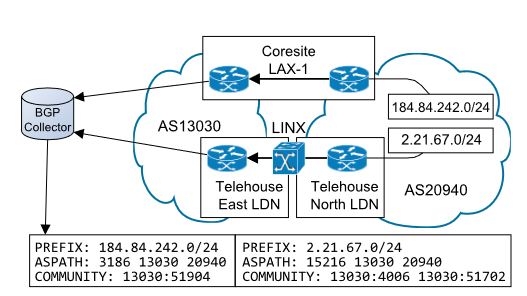 Coresite
LAX-1
184.84.242.0/24
BGP
Collector
AS13030
LINX
2.21.67.0/24
Telehouse
East LDN
Telehouse
North LDN
AS20940
PREFIX: 184.84.242.0/24
ASPATH: 3186 13030 20940
COMMUNITY: 13030:51904
PREFIX: 2.21.67.0/24
ASPATH: 15216 13030 20940
COMMUNITY: 13030:4006 13030:51702